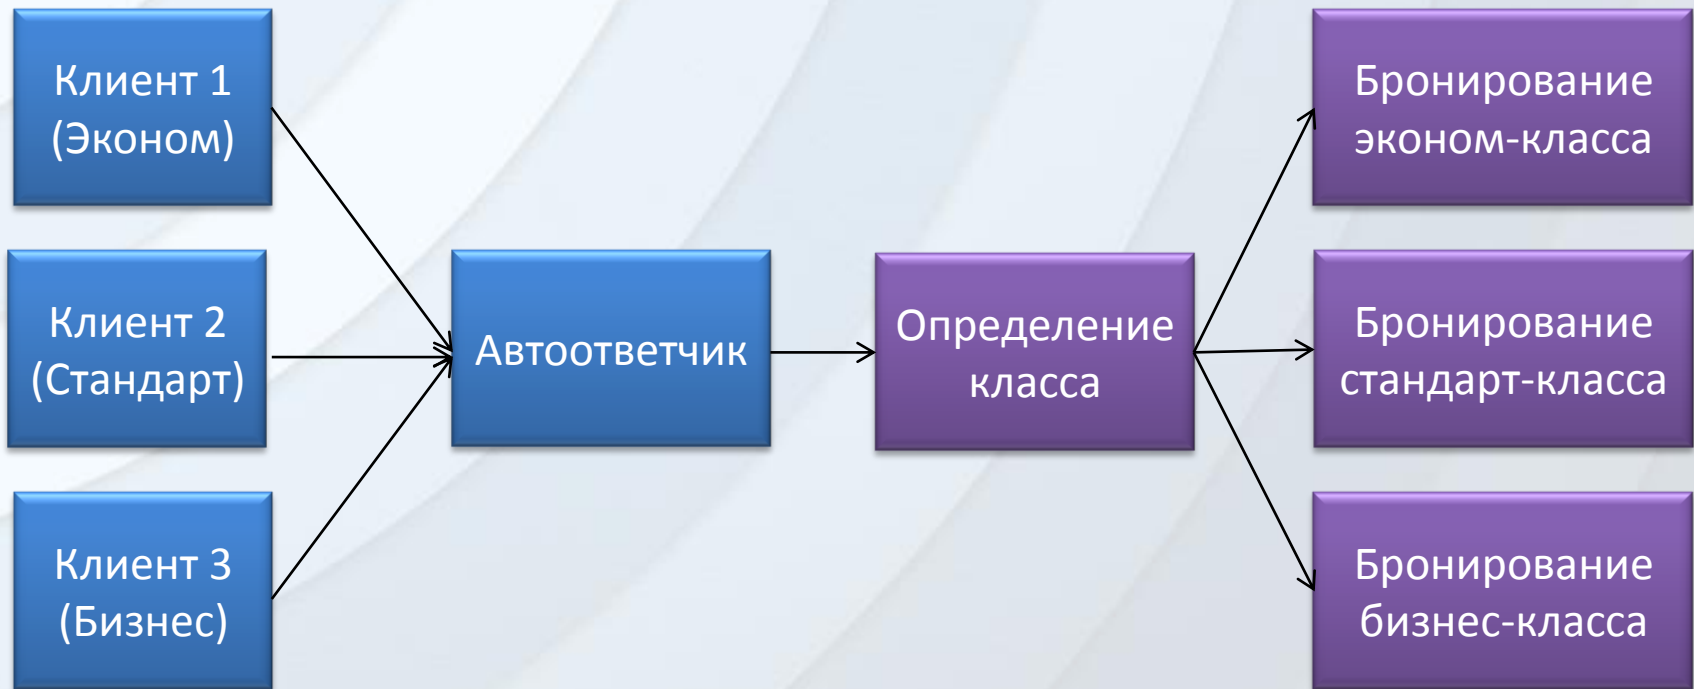 Клиент 1
(Эконом)
Клиент 2
(Стандарт)
Клиент 3
(Бизнес)
Автоответчик
Определение
класса
Бронирование
эконом-класса
Бронирование
стандарт-класса
Бронирование
бизнес-класса